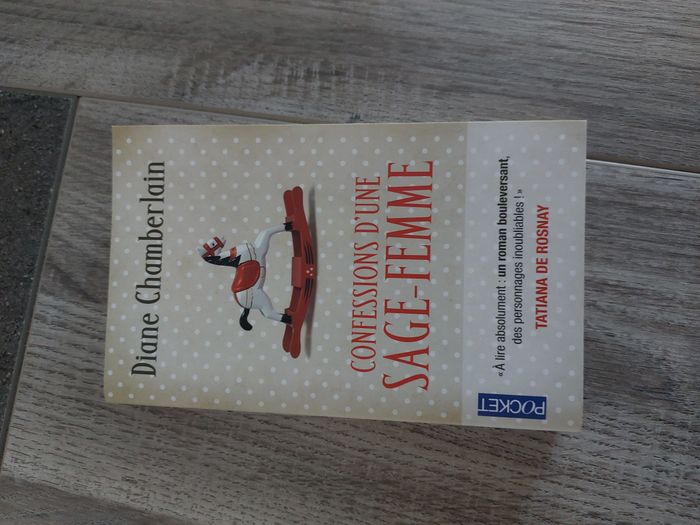 Diane Chamberlain
CONFESSIONS D'UNE
SAGE-FEMME
« À lire absolument : un roman bouleversant,
des personnages inoubliables ! »
TATIANA DE ROSNAY
POCKET